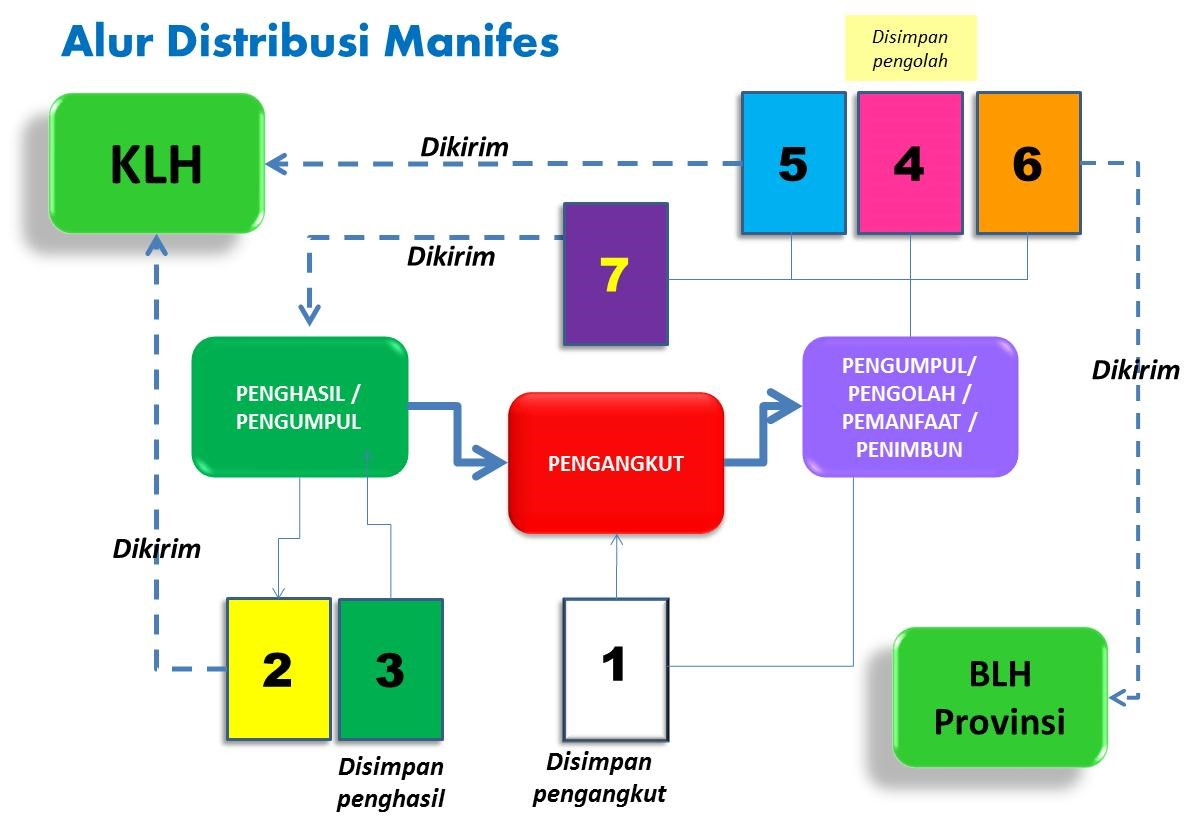 Alur Distribusi Manifes
Disimpan
pengolah
KLH
Dikirim
5
4
6
7
Dikirim
PENGHASIL /
PENGUMPUL
PENGANGKUT
PENGUMPUL/
PENGOLAH /
PEMANFAAT /
PENIMBUN
Dikirim
Dikirim
2
3
1
BLH
Provinsi
Disimpan
penghasil
Disimpan
pengangkut